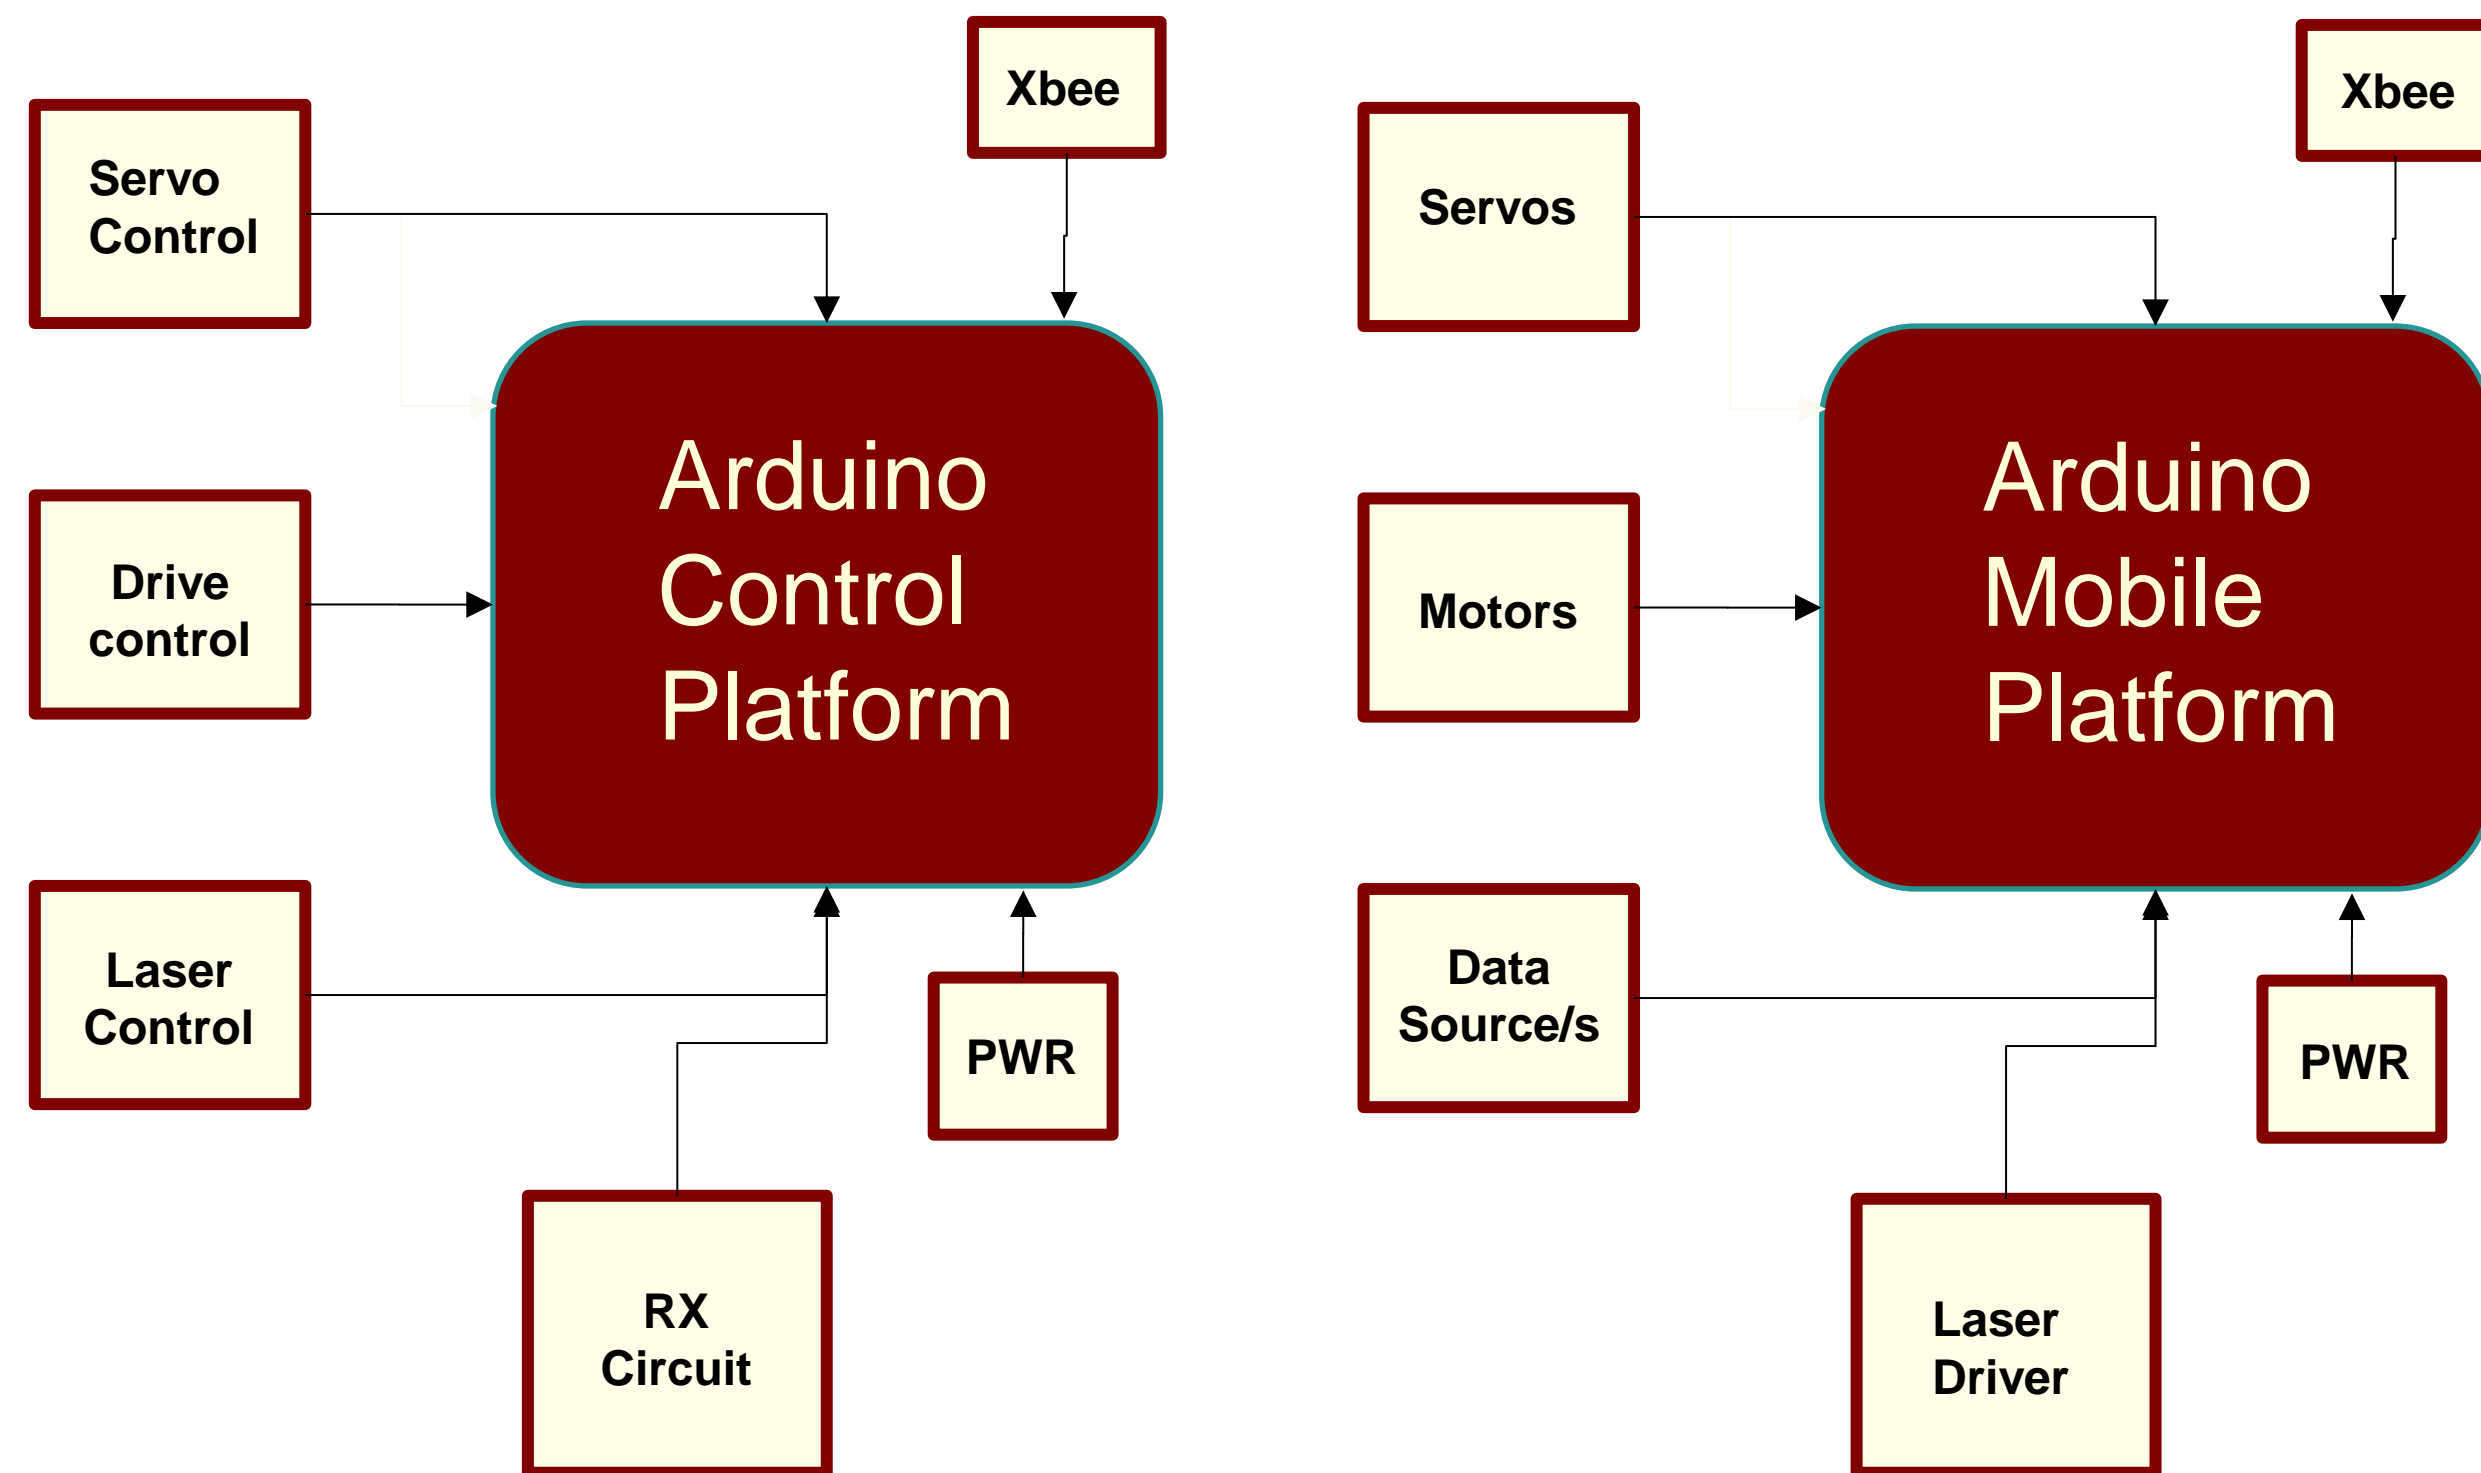 Xbee
Servo
Control
Arduino
Control
Platform
Drive
control
Laser
Control
PWR
RX
Circuit
Xbee
Servos
Arduino
Mobile
Platform
Motors
Data
Source/s
PWR
Laser
Driver